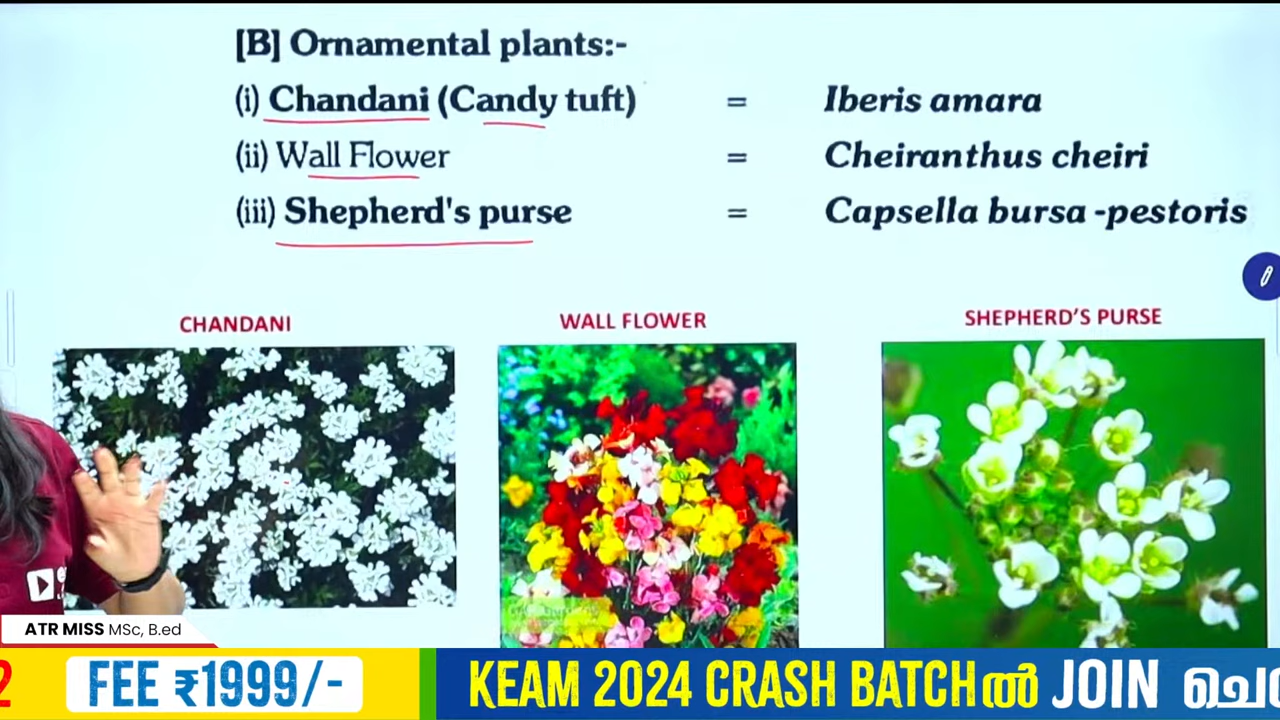 [B] Ornamental plants:-
(i) Chandani (Candy tuft) = Iberis amara
(ii) Wall Flower = Cheiranthus cheiri
(iii) Shepherd's purse = Capsella bursa -pestoris
CHANDANI WALL FLOWER SHEPHERD'S PURSE
ATR MISS MSc, B.ed
2 FEE ₹1999/- KEAM 2024 CRASH BATCHൽ JOIN